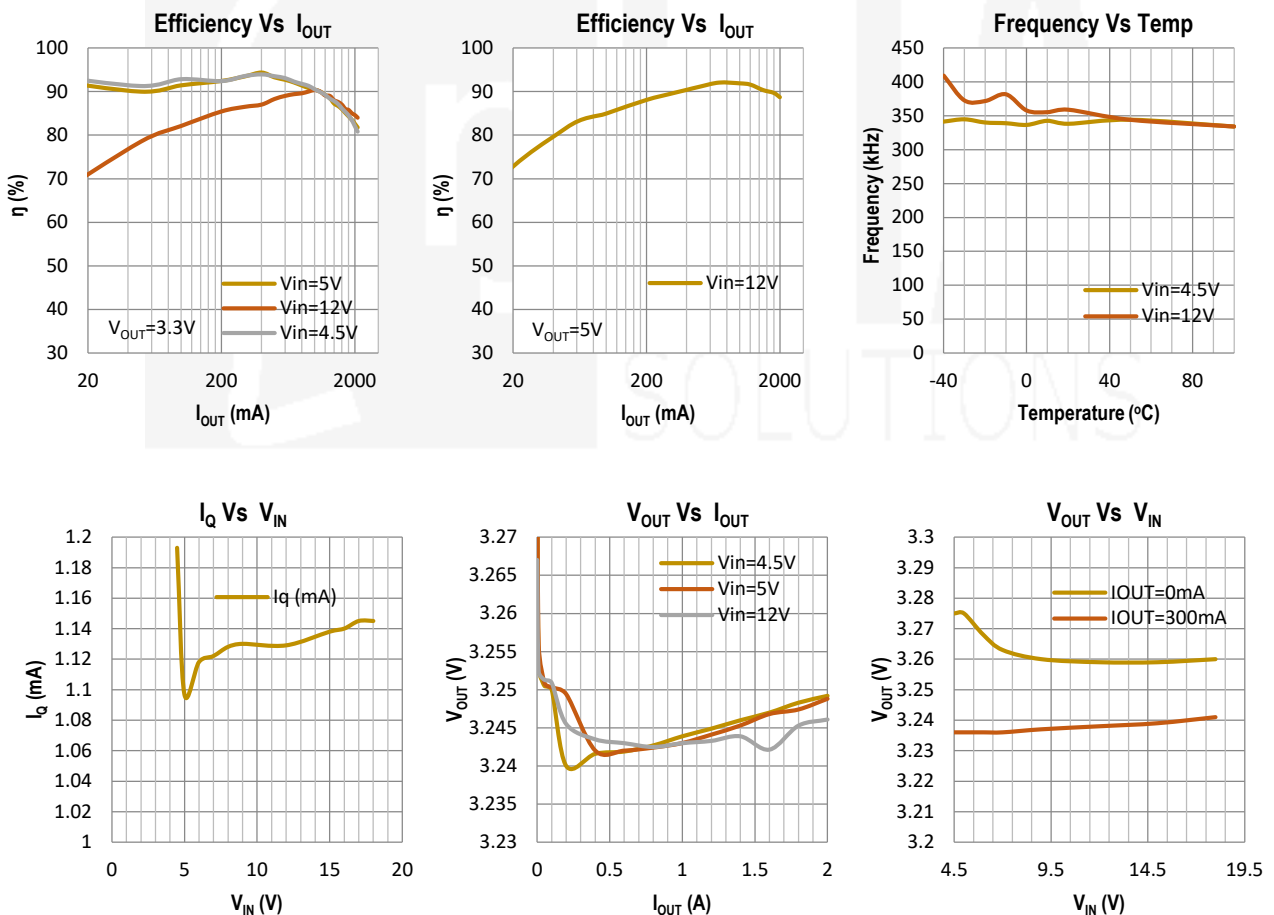 Efficiency Vs IOUT
100
90
80
70
60
50
40
30
η (%)
Vin=5V
Vin=12V
Vin=4.5V
VOUT=3.3V
20
200
2000
IOUT (mA)
Efficiency Vs IOUT
100
90
80
70
60
50
40
30
η (%)
Vin=12V
VOUT=5V
20
200
2000
IOUT (mA)
Frequency Vs Temp
450
400
350
300
250
200
150
100
50
0
Frequency (kHz)
Vin=4.5V
Vin=12V
-40
0
40
80
Temperature (ºC)
SOLUTIONS
IQ Vs VIN
1.2
1.18
1.16
1.14
1.12
1.1
1.08
1.06
1.04
1.02
1
IQ (mA)
Iq (mA)
0
5
10
15
20
VIN (V)
VOUT Vs IOUT
3.27
3.265
3.26
3.255
3.25
3.245
3.24
3.235
3.23
VOUT (V)
Vin=4.5V
Vin=5V
Vin=12V
0
0.5
1
1.5
2
IOUT (A)
VOUT Vs VIN
3.3
3.29
3.28
3.27
3.26
3.25
3.24
3.23
3.22
3.21
3.2
VOUT (V)
IOUT=0mA
IOUT=300mA
4.5
9.5
14.5
19.5
VIN (V)